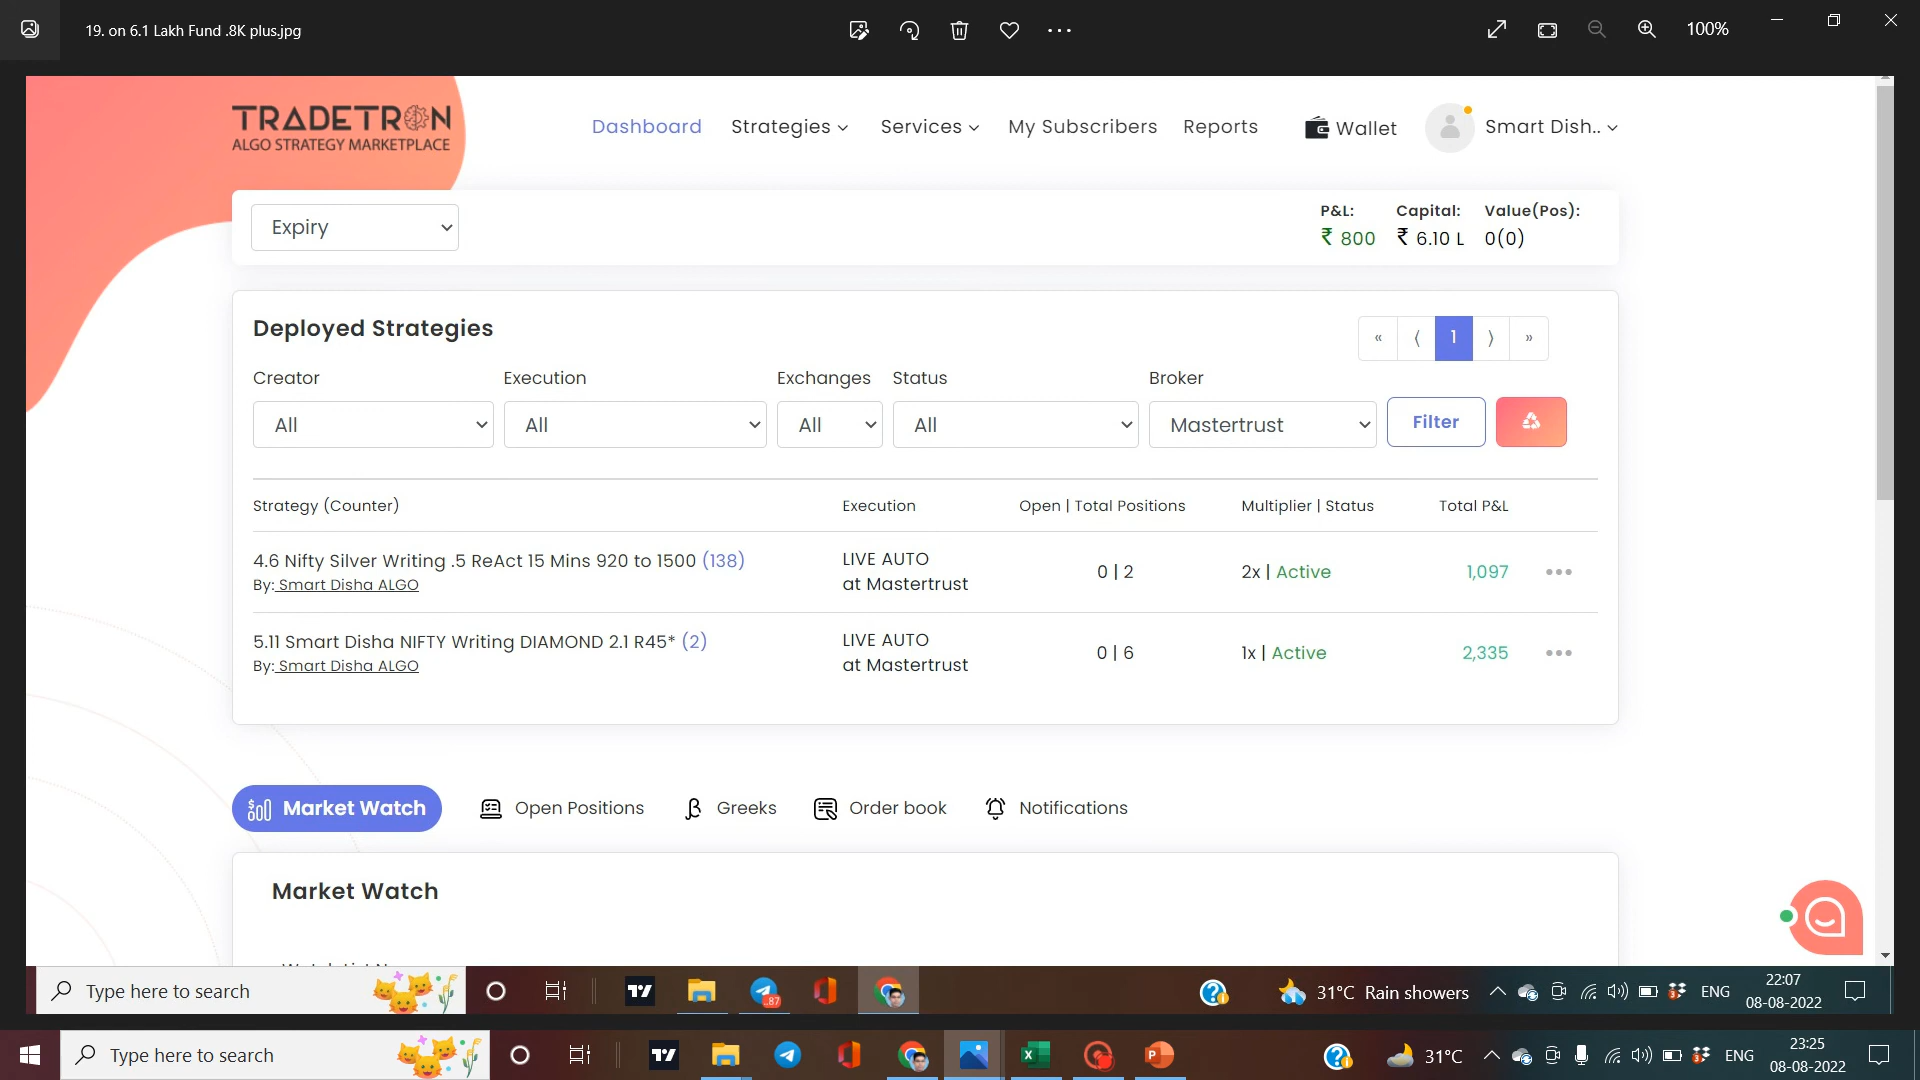 19. on 6.1 Lakh Fund .8K plus.jpg
100%
TRADETRON
ALGO STRATEGY MARKETPLACE
Dashboard Strategies Services My Subscribers Reports Wallet Smart Dish..
Expiry
P&L: Capital: Value(Pos):
₹ 800 ₹ 6.10 L 0(0)
Deployed Strategies
« ⟨ 1 ⟩ »
Creator Execution Exchanges Status Broker
All All All All Mastertrust Filter
Strategy (Counter) Execution Open | Total Positions Multiplier | Status Total P&L
4.6 Nifty Silver Writing .5 ReAct 15 Mins 920 to 1500 (138)
By: Smart Disha ALGO
LIVE AUTO
at Mastertrust
0 | 2
2x | Active
1,097
5.11 Smart Disha NIFTY Writing DIAMOND 2.1 R45* (2)
By: Smart Disha ALGO
LIVE AUTO
at Mastertrust
0 | 6
1x | Active
2,335
Market Watch Open Positions Greeks Order book Notifications
Market Watch
Type here to search
87
31°C Rain showers
ENG
22:07
08-08-2022
Type here to search
31°C
ENG
23:25
08-08-2022